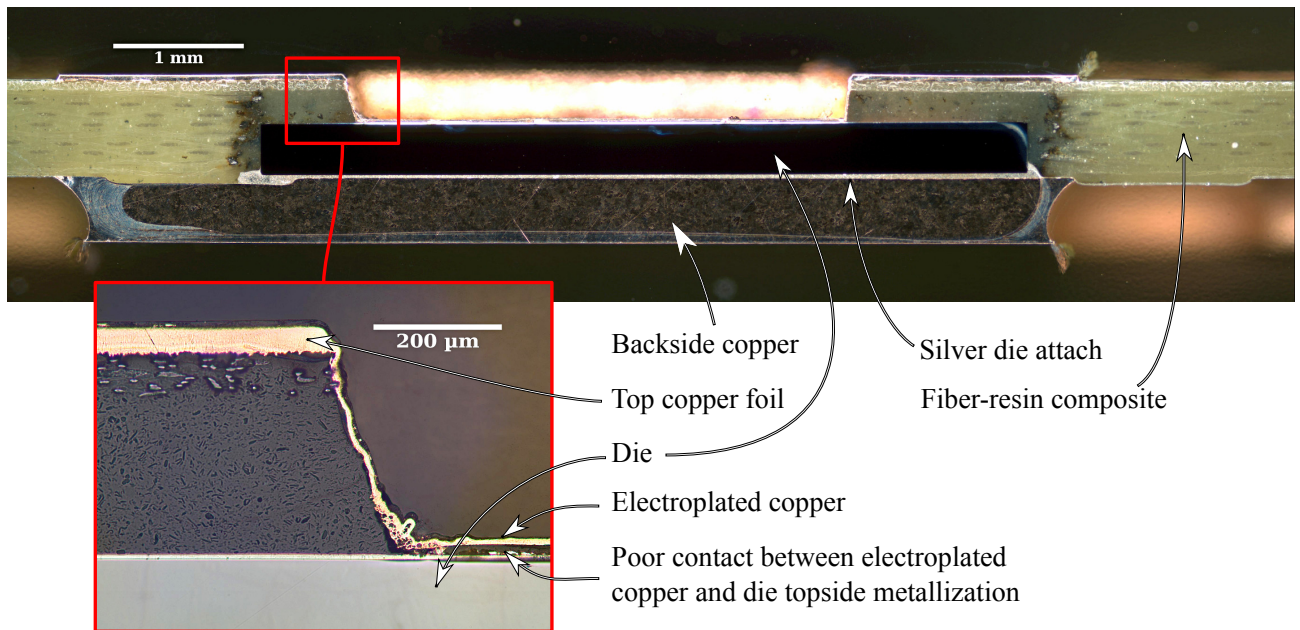 1 mm
200 µm
Backside copper
Silver die attach
Top copper foil
Fiber-resin composite
Die
Electroplated copper
Poor contact between electroplated
copper and die topside metallization